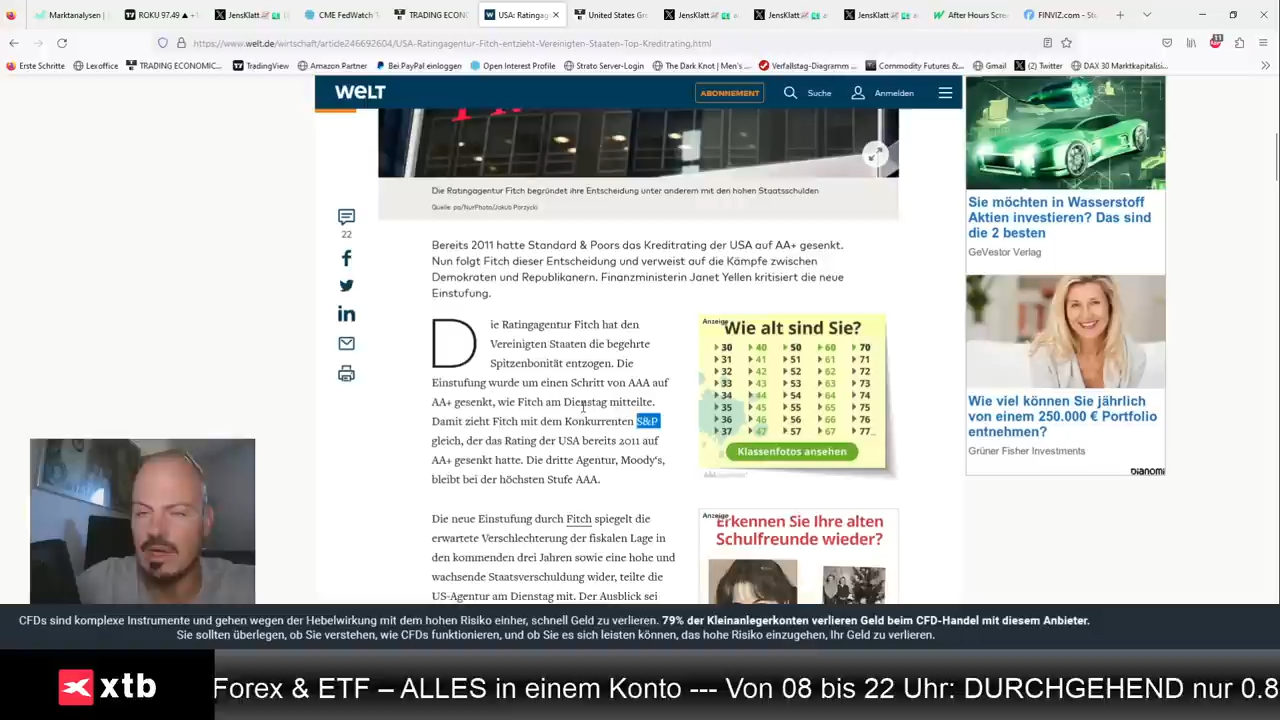 Marktanalysen
ROKU 97.49
JensKlatt
CME FedWatch
TRADING ECON
USA: Ratingag
United States Gr
JensKlatt
JensKlatt
JensKlatt
After Hours Scre
FINVIZ.com - St
https://www.welt.de/wirtschaft/article246692604/USA-Ratingagentur-Fitch-entzieht-Vereinigten-Staaten-Top-Kreditrating.html
11
Erste Schritte
Lexoffice
TRADING ECONOMIC...
TradingView
Amazon Partner
Bei PayPal einloggen
Open Interest Profile
Strato Server-Login
The Dark Knot | Men's ...
Verfallstag-Diagramm ...
Commodity Futures &...
Gmail
(2) Twitter
DAX 30 Marktkapitalisi...
WELT
ABONNEMENT
Suche
Anmelden
Die Ratingagentur Fitch begründet ihre Entscheidung unter anderem mit den hohen Staatsschulden
Quelle: pa/NurPhoto/Jakub Porzycki
22
Bereits 2011 hatte Standard & Poors das Kreditrating der USA auf AA+ gesenkt.
Nun folgt Fitch dieser Entscheidung und verweist auf die Kämpfe zwischen
Demokraten und Republikanern. Finanzministerin Janet Yellen kritisiert die neue
Einstufung.
Die Ratingagentur Fitch hat den
Vereinigten Staaten die begehrte
Spitzenbonität entzogen. Die
Einstufung wurde um einen Schritt von AAA auf
AA+ gesenkt, wie Fitch am Dienstag mitteilte.
Damit zieht Fitch mit dem Konkurrenten S&P
gleich, der das Rating der USA bereits 2011 auf
AA+ gesenkt hatte. Die dritte Agentur, Moody's,
bleibt bei der höchsten Stufe AAA.
Die neue Einstufung durch Fitch spiegelt die
erwartete Verschlechterung der fiskalen Lage in
den kommenden drei Jahren sowie eine hohe und
wachsende Staatsverschuldung wider, teilte die
US-Agentur am Dienstag mit. Der Ausblick sei
Anzeige
Wie alt sind Sie?
30 40 50 60 70
31 41 51 61 71
32 42 52 62 72
33 43 53 63 73
34 44 54 64 74
35 45 55 65 75
36 46 56 66 76
37 47 57 67 77...
Klassenfotos ansehen
Anzeige
Erkennen Sie Ihre alten
Schulfreunde wieder?
Sie möchten in Wasserstoff
Aktien investieren? Das sind
die 2 besten
GeVestor Verlag
Wie viel können Sie jährlich
von einem 250.000 € Portfolio
entnehmen?
Grüner Fisher Investments
DIANOMI
CFDs sind komplexe Instrumente und gehen wegen der Hebelwirkung mit dem hohen Risiko einher, schnell Geld zu verlieren. 79% der Kleinanlegerkonten verlieren Geld beim CFD-Handel mit diesem Anbieter.
Sie sollten überlegen, ob Sie verstehen, wie CFDs funktionieren, und ob Sie es sich leisten können, das hohe Risiko einzugehen, Ihr Geld zu verlieren.
xtb
Forex & ETF – ALLES in einem Konto --- Von 08 bis 22 Uhr: DURCHGEHEND nur 0.8